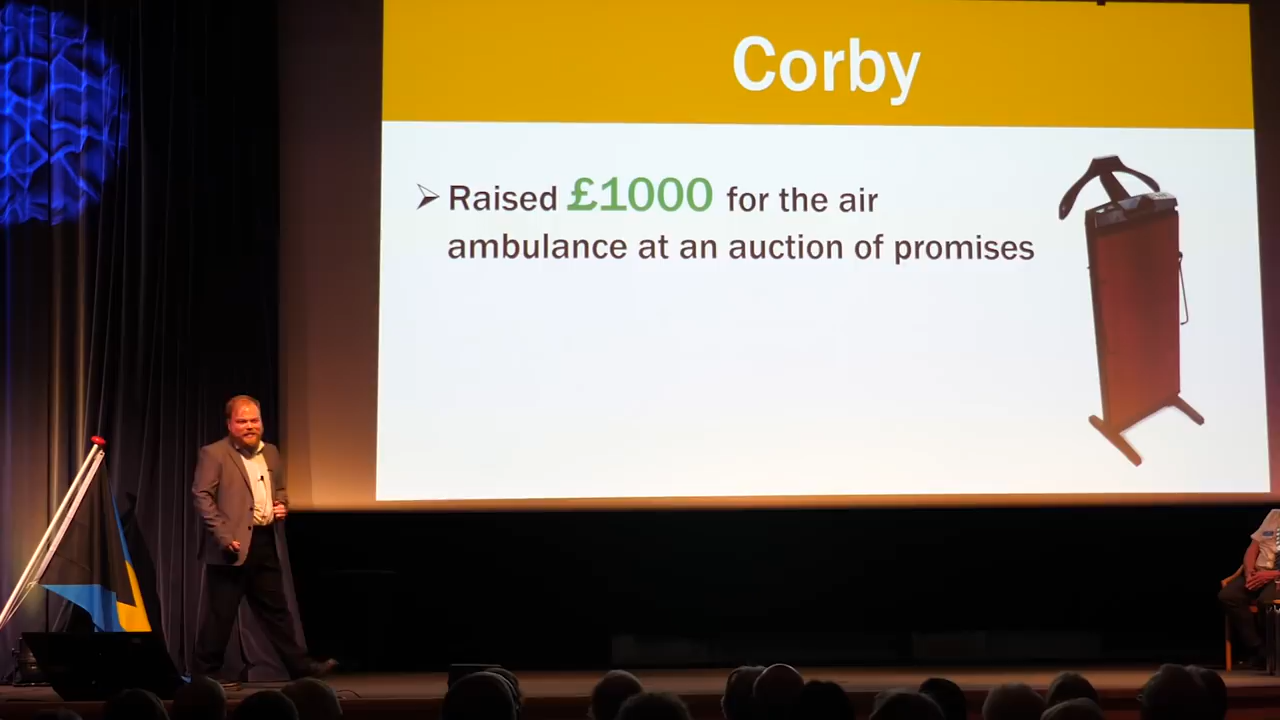 Corby
Raised £1000 for the air
ambulance at an auction of promises